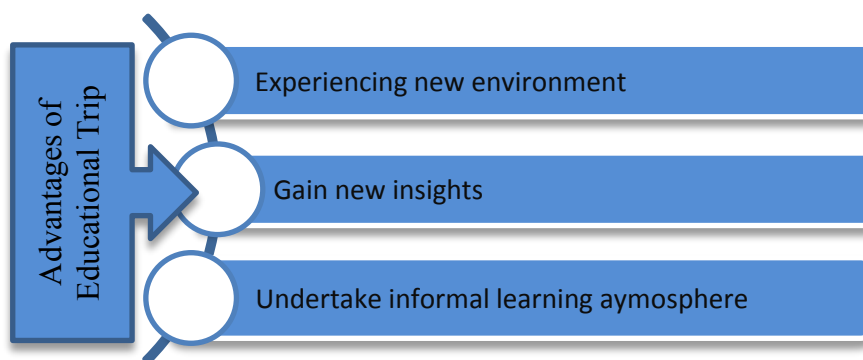 Advantages of
Educational Trip
Experiencing new environment
Gain new insights
Undertake informal learning aymosphere